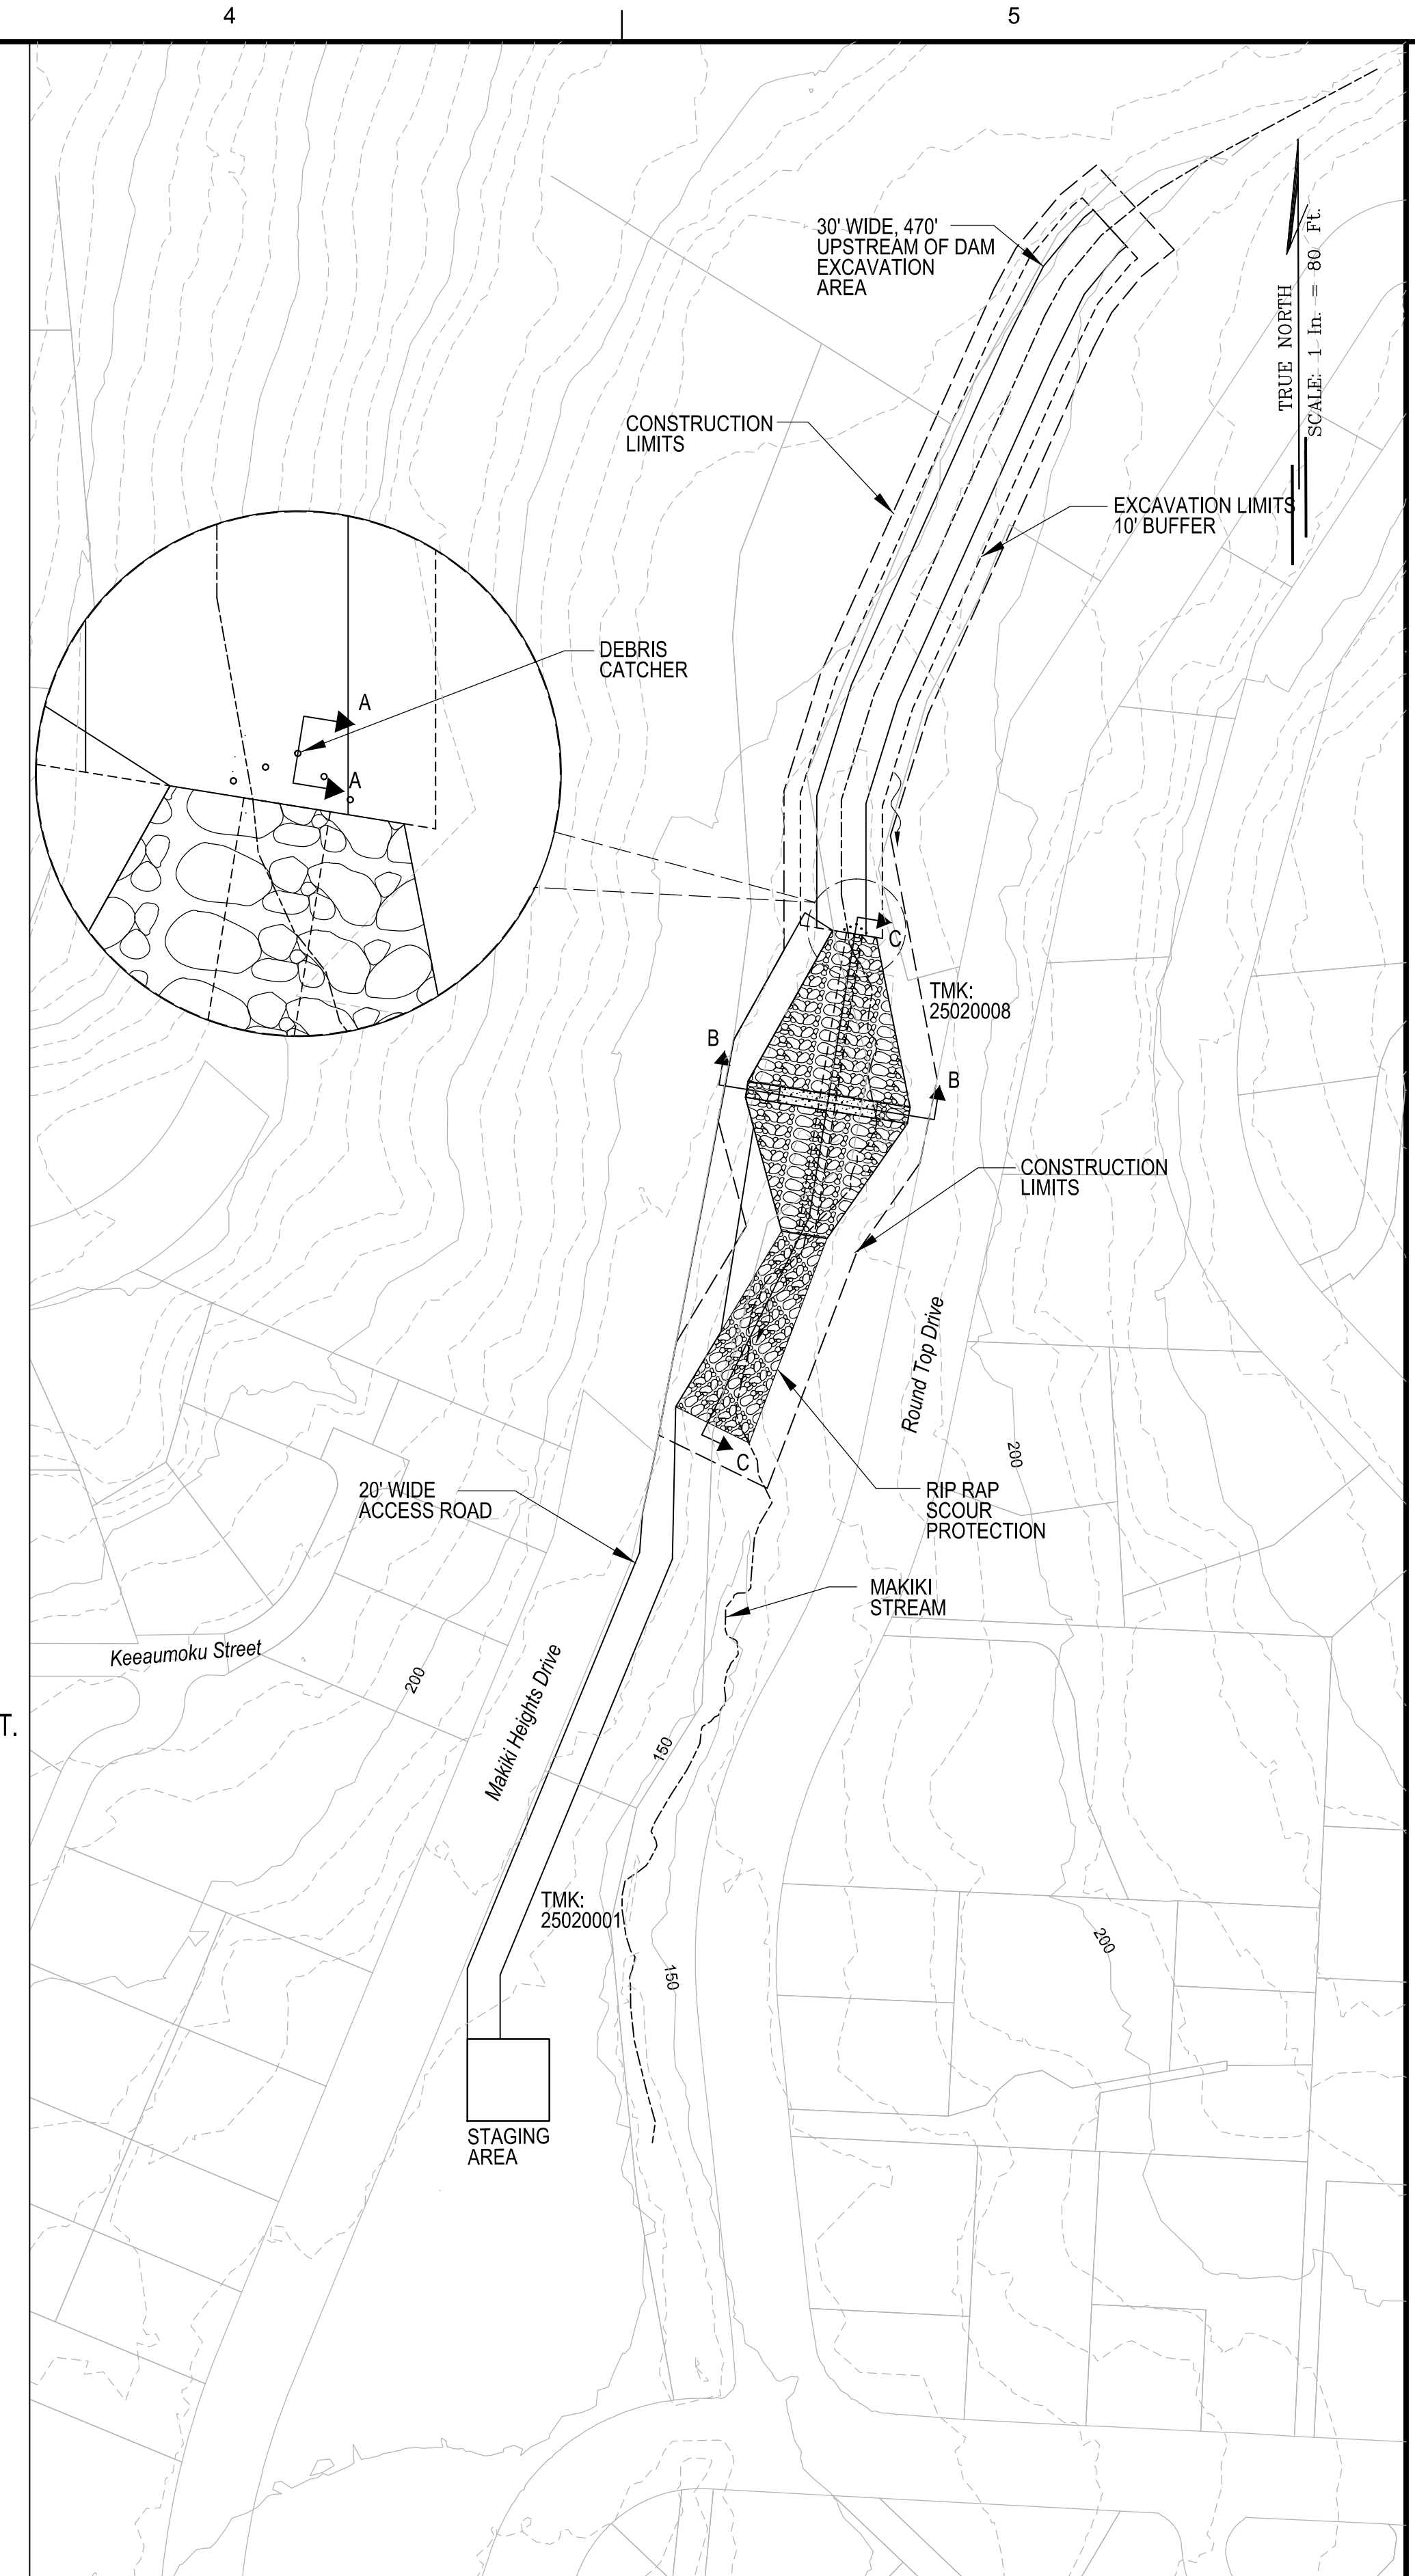 4
5
30' WIDE, 470'
UPSTREAM OF DAM
EXCAVATION
AREA
TRUE NORTH
SCALE: 1 In. = 80 Ft.
CONSTRUCTION
LIMITS
EXCAVATION LIMITS
10' BUFFER
DEBRIS
CATCHER
A
A
C
TMK:
25020008
B
B
CONSTRUCTION
LIMITS
Round Top Drive
200
C
20' WIDE
ACCESS ROAD
RIP RAP
SCOUR
PROTECTION
MAKIKI
STREAM
Keeaumoku Street
200
Makiki Heights Drive
150
T.
TMK:
25020001
200
150
STAGING
AREA